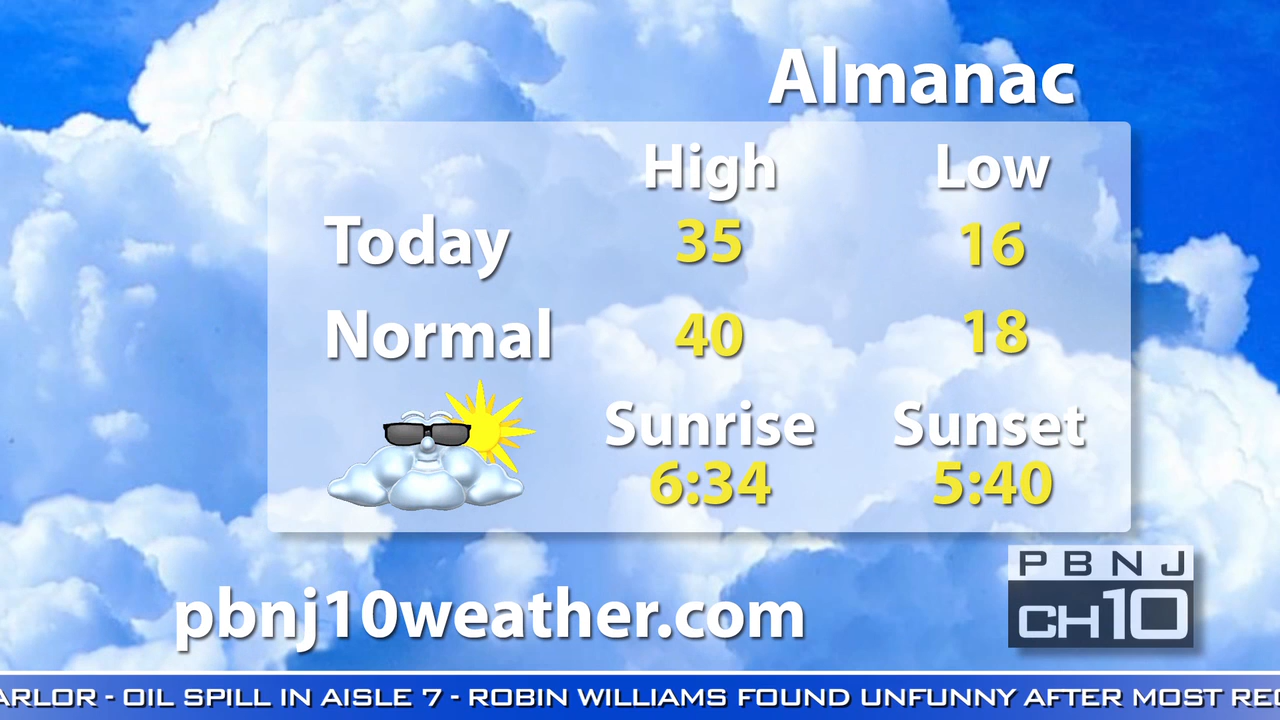 Almanac
High Low
Today 35 16
Normal 40 18
Sunrise Sunset
6:34 5:40
pbnj10weather.com
PBNJ
CH10
ARLOR - OIL SPILL IN AISLE 7 - ROBIN WILLIAMS FOUND UNFUNNY AFTER MOST